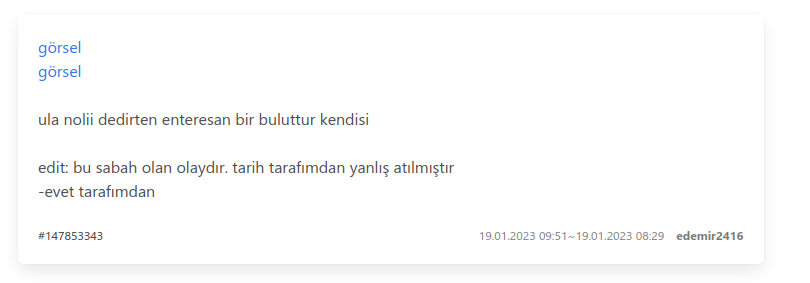 görsel
görsel
ula nolii dedirten enteresan bir buluttur kendisi
edit: bu sabah olan olaydır. tarih tarafımdan yanlış atılmıştır
-evet tarafımdan
#147853343 19.01.2023 09:51~19.01.2023 08:29 edemir2416